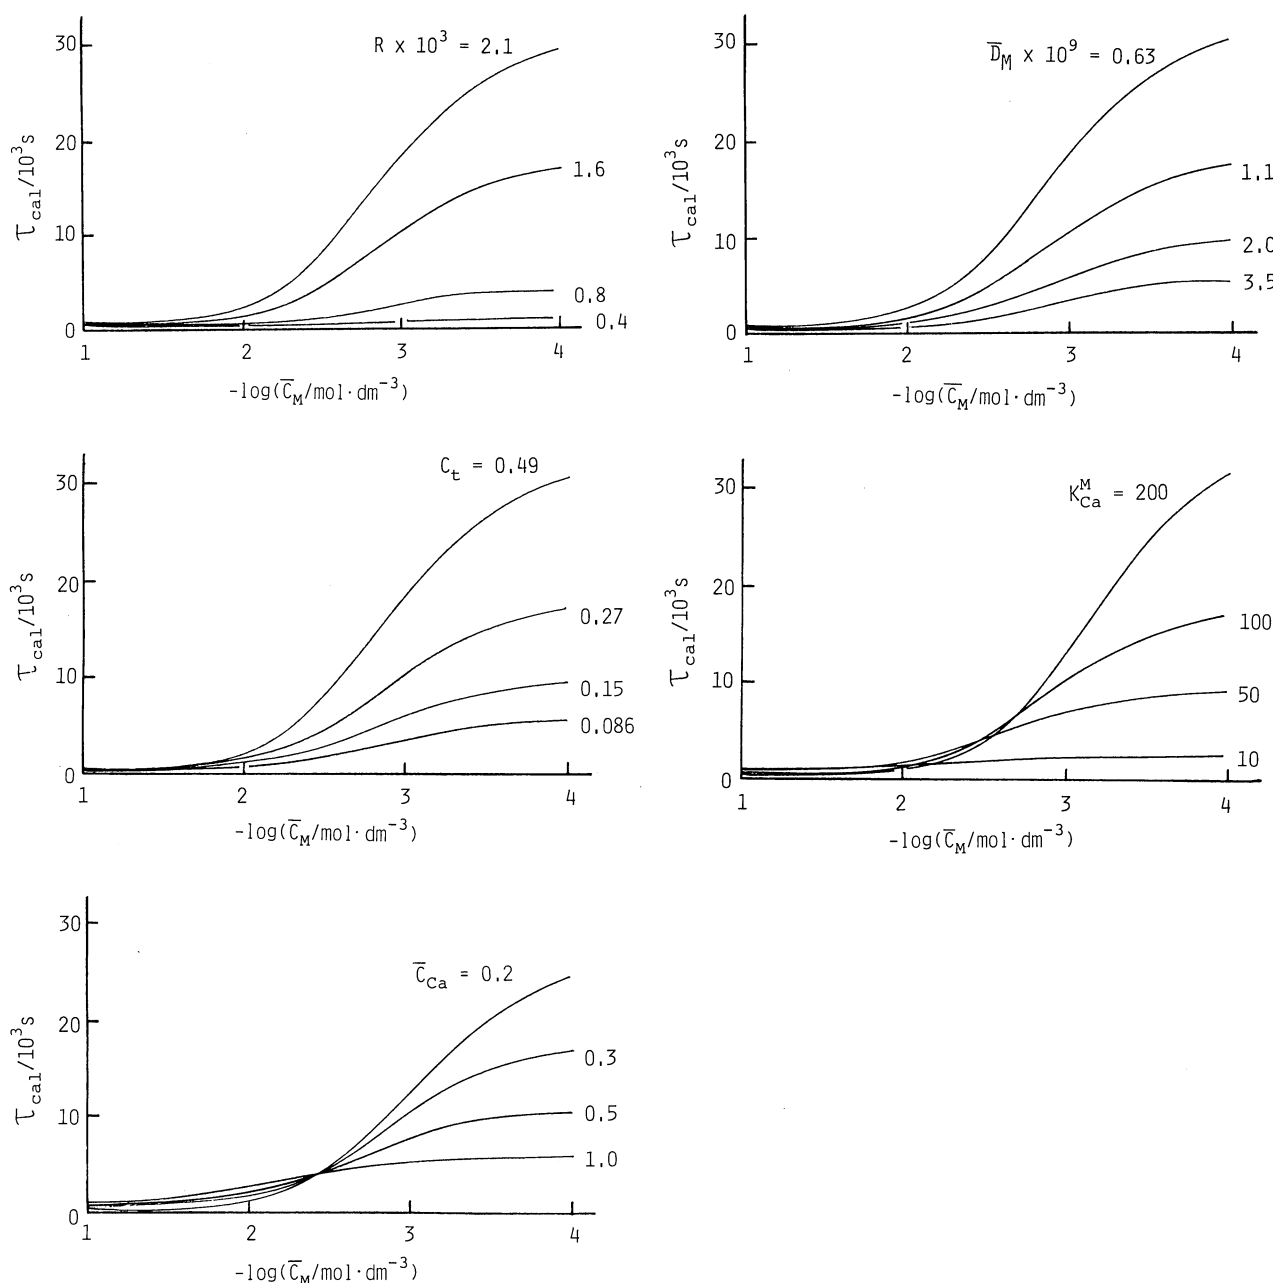 R x 10³ = 2.1
30
20
10
0
τcal/10³s
1.6
0.8
0.4
1 2 3 4
-log(C̅M/mol·dm⁻³)
D̅M x 10⁹ = 0.63
30
20
10
0
τcal/10³s
1.1
2.0
3.5
1 2 3 4
-log(C̅M/mol·dm⁻³)
Ct = 0.49
30
20
10
0
τcal/10³s
0.27
0.15
0.086
1 2 3 4
-log(C̅M/mol·dm⁻³)
K^M_Ca = 200
30
20
10
0
τcal/10³s
100
50
10
1 2 3 4
-log(C̅M/mol·dm⁻³)
C̅Ca = 0.2
30
20
10
0
τcal/10³s
0.3
0.5
1.0
1 2 3 4
-log(C̅M/mol·dm⁻³)